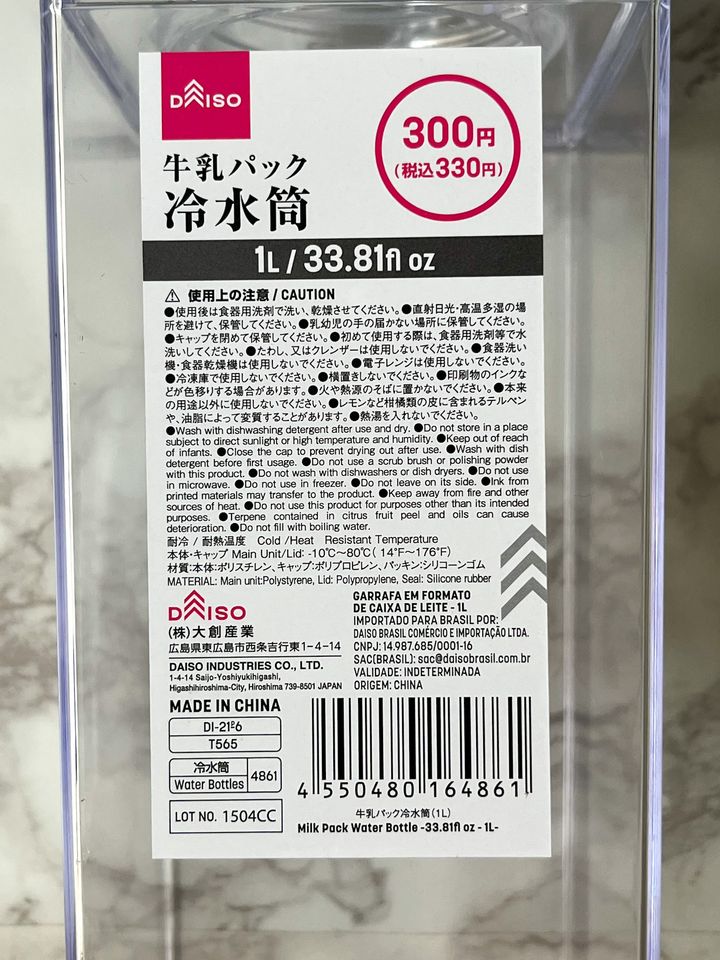 DAISO
300円
(税込330円)
牛乳パック
冷水筒
1L / 33.81fl oz
⚠ 使用上の注意 / CAUTION
●使用後は食器用洗剤で洗い、乾燥させてください。●直射日光・高温多湿の場
所を避けて、保管してください。●乳幼児の手の届かない場所に保管してください。
●キャップを閉めて保管してください。●初めて使用する際は、食器用洗剤等で水
洗いしてください。●たわし、又はクレンザーは使用しないでください。●食器洗い
機・食器乾燥機は使用しないでください。●電子レンジは使用しないでください。
●冷凍庫で使用しないでください。●横置きしないでください。●印刷物のインクな
どが色移りする場合があります。●火や熱源のそばに置かないでください。●本来
の用途以外に使用しないでください。●レモンなど柑橘類の皮に含まれるテルペン
や、油脂によって変質することがあります。●熱湯を入れないでください。
●Wash with dishwashing detergent after use and dry. ●Do not store in a place
subject to direct sunlight or high temperature and humidity. ●Keep out of reach
of infants. ●Close the cap to prevent drying out after use. ●Wash with dish
detergent before first usage. ●Do not use a scrub brush or polishing powder
with this product. ●Do not wash with dishwashers or dish dryers. ●Do not use
in microwave. ●Do not use in freezer. ●Do not leave on its side. ●Ink from
printed materials may transfer to the product. ●Keep away from fire and other
sources of heat. ●Do not use this product for purposes other than its intended
purposes. ●Terpene contained in citrus fruit peel and oils can cause
deterioration. ●Do not fill with boiling water.
耐冷 / 耐熱温度 Cold /Heat Resistant Temperature
本体・キャップ Main Unit/Lid: -10℃~80℃( 14°F~176°F)
材質:本体:ポリスチレン、キャップ:ポリプロピレン、パッキン:シリコーンゴム
MATERIAL: Main unit:Polystyrene, Lid: Polypropylene, Seal: Silicone rubber
DAISO
(株)大創産業
広島県東広島市西条吉行東1-4-14
DAISO INDUSTRIES CO., LTD.
1-4-14 Saijo-Yoshiyukihigashi,
Higashihiroshima-City, Hiroshima 739-8501 JAPAN
GARRAFA EM FORMATO
DE CAIXA DE LEITE - 1L
IMPORTADO PARA BRASIL POR:
DAISO BRASIL COMÉRCIO E IMPORTAÇÃO LTDA.
CNPJ: 14.987.685/0001-16
SAC(BRASIL): sac@daisobrasil.com.br
VALIDADE: INDETERMINADA
ORIGEM: CHINA
MADE IN CHINA
DI-21º6
T565
冷水筒
Water Bottles
4861
LOT NO. 1504CC
4 550480 164861
牛乳パック冷水筒(1L)
Milk Pack Water Bottle -33.81fl oz - 1L-